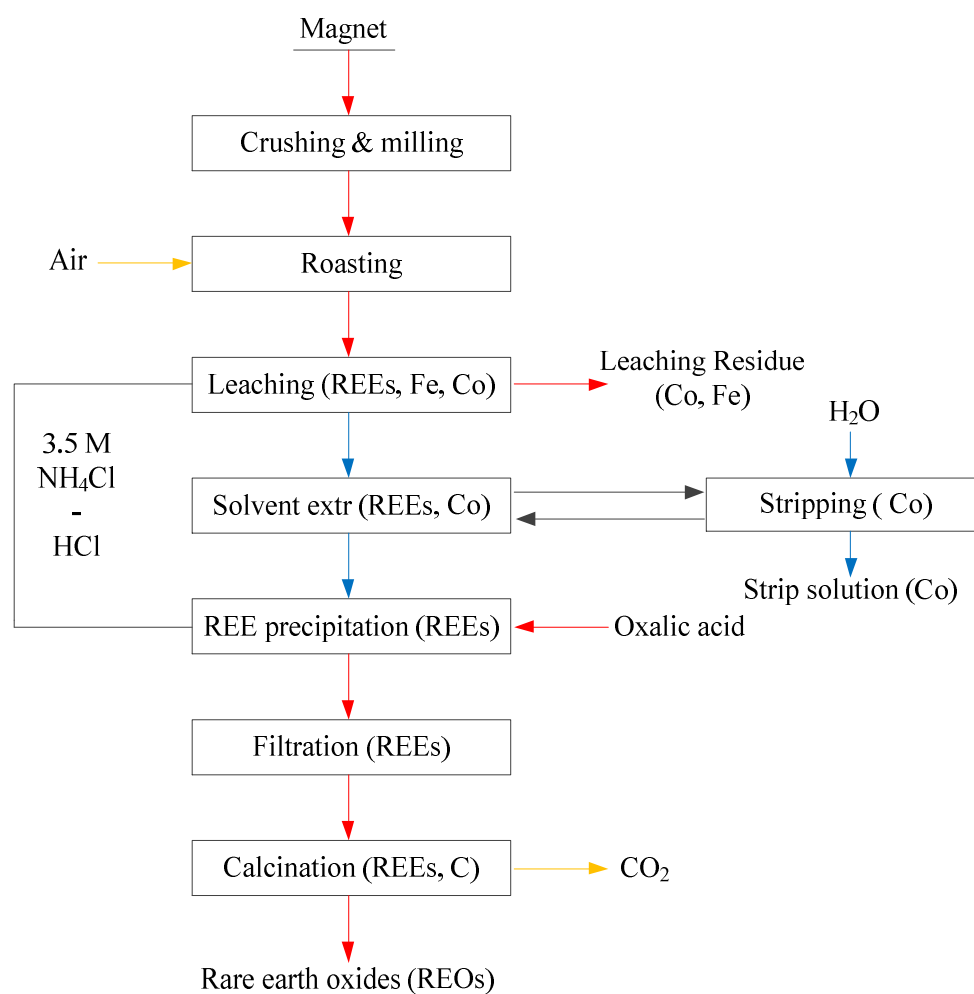 Magnet
Crushing & milling
Air
Roasting
Leaching (REEs, Fe, Co)
Leaching Residue
(Co, Fe)
H₂O
3.5 M
NH₄Cl
-
HCl
Solvent extr (REEs, Co)
Stripping ( Co)
Strip solution (Co)
REE precipitation (REEs)
Oxalic acid
Filtration (REEs)
Calcination (REEs, C)
CO₂
Rare earth oxides (REOs)